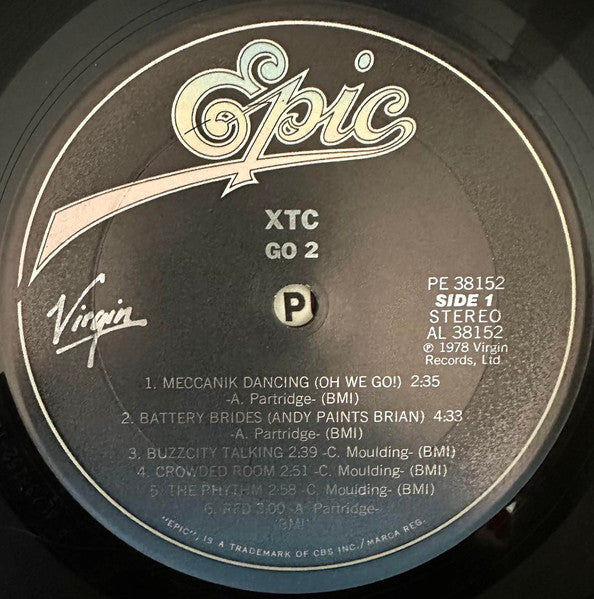 Epic
XTC
GO 2
Virgin
P
PE 38152
SIDE 1
STEREO
AL 38152
℗ 1978 Virgin
Records, Ltd.
1. MECCANIK DANCING (OH WE GO!) 2:35
-A. Partridge- (BMI)
2. BATTERY BRIDES (ANDY PAINTS BRIAN) 4:33
-A. Partridge- (BMI)
3. BUZZCITY TALKING 2:39 -C. Moulding- (BMI)
4. CROWDED ROOM 2:51 -C. Moulding- (BMI)
5. THE RHYTHM 2:58 -C. Moulding- (BMI)
6. RED 3:00 -A. Partridge-
(BMI)
"EPIC", IS A TRADEMARK OF CBS INC./MARCA REG.